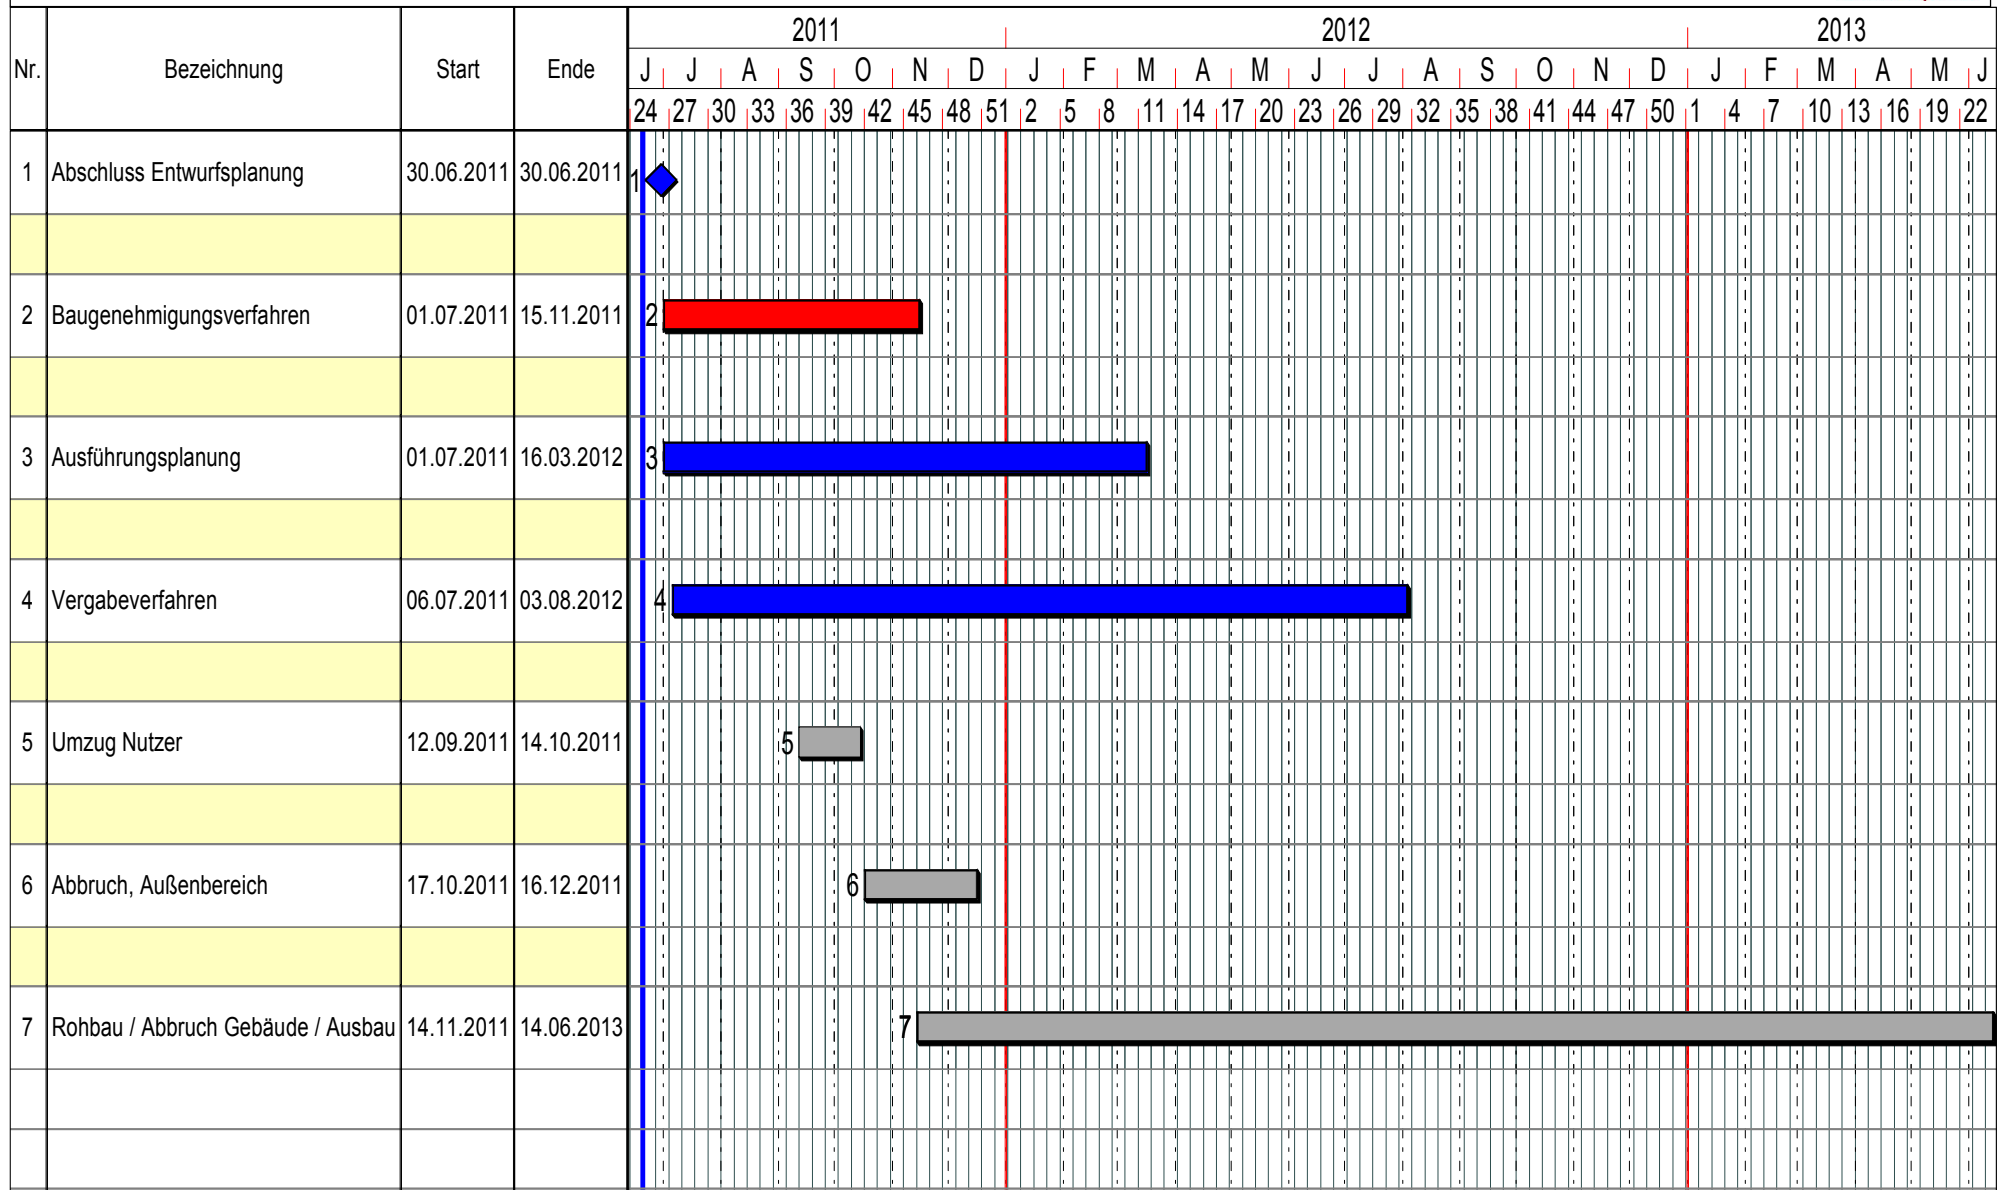 2011 2012 2013
Nr. Bezeichnung Start Ende J J A S O N D J F M A M J J A S O N D J F M A M J
24 27 30 33 36 39 42 45 48 51 2 5 8 11 14 17 20 23 26 29 32 35 38 41 44 47 50 1 4 7 10 13 16 19 22
1 Abschluss Entwurfsplanung 30.06.2011 30.06.2011 1
2 Baugenehmigungsverfahren 01.07.2011 15.11.2011 2
3 Ausführungsplanung 01.07.2011 16.03.2012 3
4 Vergabeverfahren 06.07.2011 03.08.2012 4
5 Umzug Nutzer 12.09.2011 14.10.2011 5
6 Abbruch, Außenbereich 17.10.2011 16.12.2011 6
7 Rohbau / Abbruch Gebäude / Ausbau 14.11.2011 14.06.2013 7